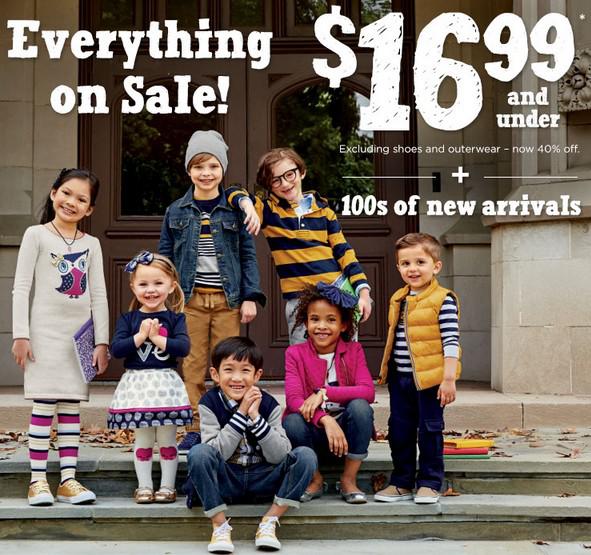 Everything
on Sale!
$16.99*
and
under
Excluding shoes and outerwear – now 40% off.
+
100s of new arrivals